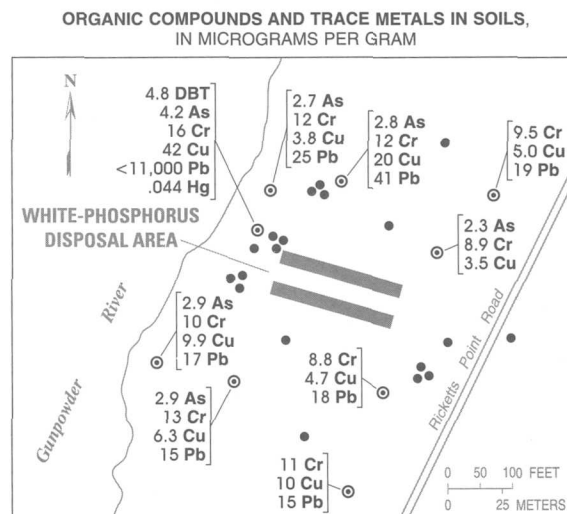 ORGANIC COMPOUNDS AND TRACE METALS IN SOILS,
IN MICROGRAMS PER GRAM
N
4.8 DBT
4.2 As
16 Cr
42 Cu
<11,000 Pb
.044 Hg
2.7 As
12 Cr
3.8 Cu
25 Pb
2.8 As
12 Cr
20 Cu
41 Pb
9.5 Cr
5.0 Cu
19 Pb
WHITE-PHOSPHORUS
DISPOSAL AREA
2.3 As
8.9 Cr
3.5 Cu
Gunpowder River
2.9 As
10 Cr
9.9 Cu
17 Pb
2.9 As
13 Cr
6.3 Cu
15 Pb
8.8 Cr
4.7 Cu
18 Pb
Ricketts Point Road
11 Cr
10 Cu
15 Pb
0 50 100 FEET
0 25 METERS